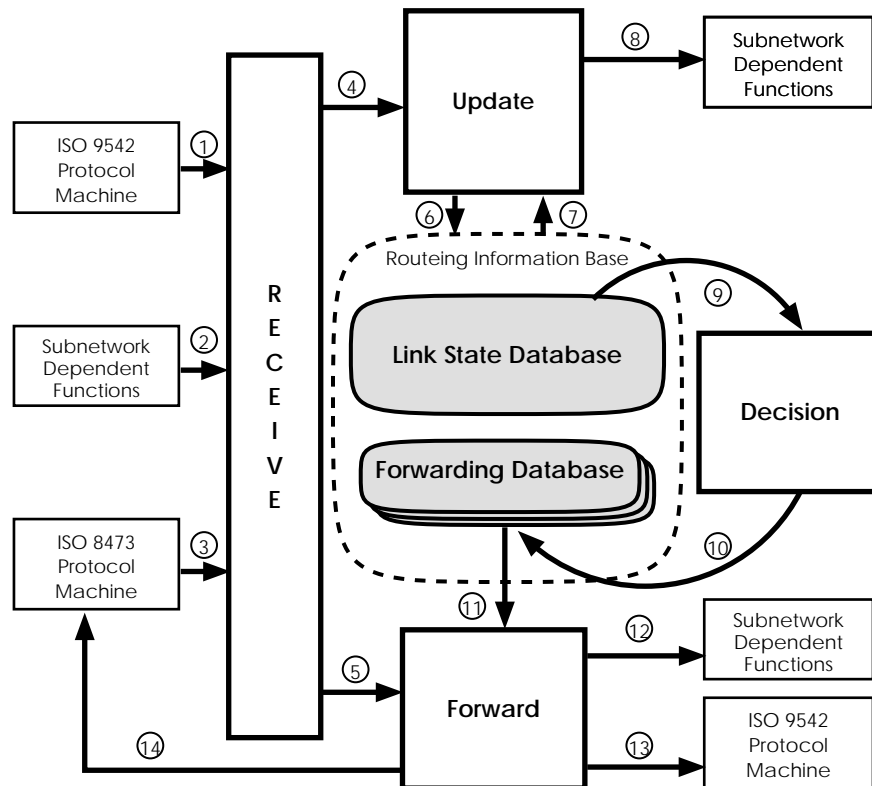 8
Subnetwork
Dependent
Functions
4
Update
ISO 9542
Protocol
Machine
1
6
7
Routeing Information Base
9
R
E
C
E
I
V
E
Subnetwork
Dependent
Functions
2
Link State Database
Decision
Forwarding Database
ISO 8473
Protocol
Machine
3
10
11
12
Subnetwork
Dependent
Functions
5
Forward
ISO 9542
Protocol
Machine
13
14